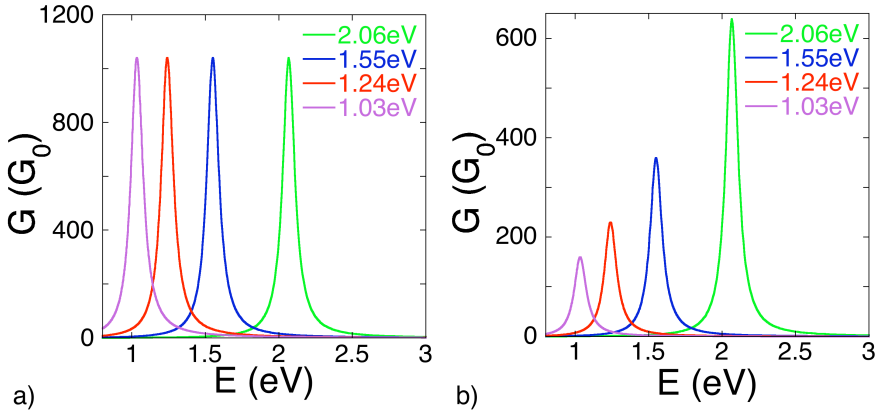 1200
800
400
0
G (G0)
2.06eV
1.55eV
1.24eV
1.03eV
1 1.5 2 2.5 3
E (eV)
a)
600
400
200
0
G (G0)
2.06eV
1.55eV
1.24eV
1.03eV
1 1.5 2 2.5 3
E (eV)
b)